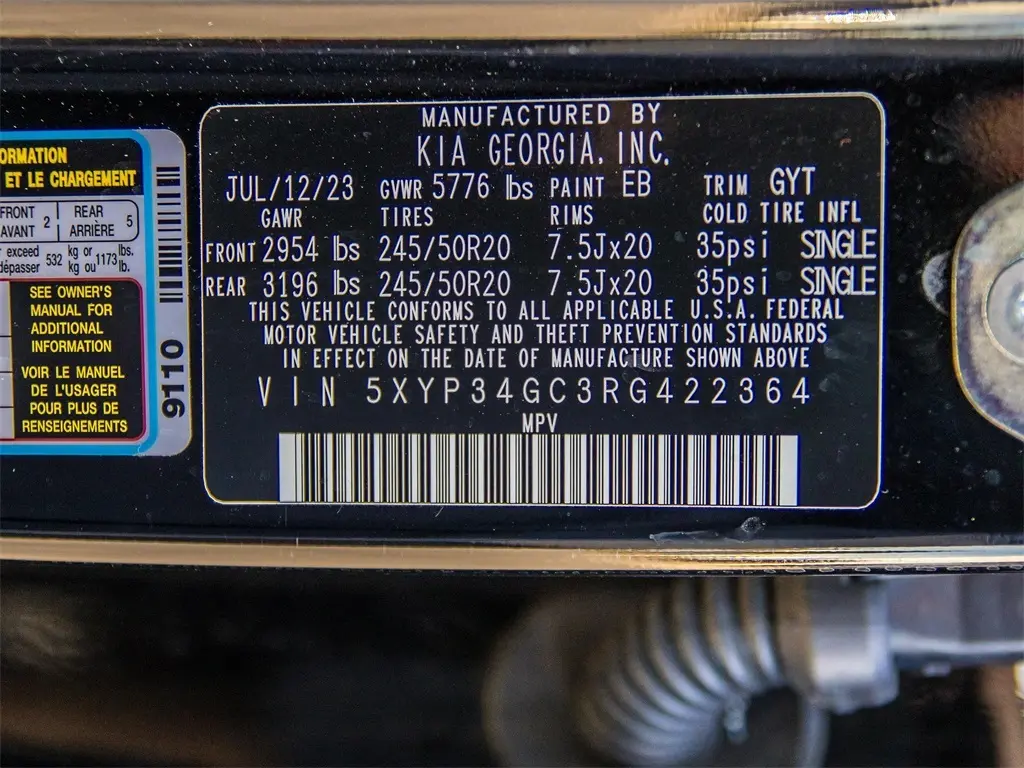 ORMATION
ET LE CHARGEMENT
FRONT 2 REAR 5
AVANT ARRIÈRE
exceed 532 kg or 1173 lbs.
dépasser kg ou lb.
SEE OWNER'S
MANUAL FOR
ADDITIONAL
INFORMATION
VOIR LE MANUEL
DE L'USAGER
POUR PLUS DE
RENSEIGNEMENTS
9110
MANUFACTURED BY
KIA GEORGIA, INC.
JUL/12/23 GVWR 5776 lbs PAINT EB TRIM GYT
GAWR TIRES RIMS COLD TIRE INFL
FRONT 2954 lbs 245/50R20 7.5Jx20 35psi SINGLE
REAR 3196 lbs 245/50R20 7.5Jx20 35psi SINGLE
THIS VEHICLE CONFORMS TO ALL APPLICABLE U.S.A. FEDERAL
MOTOR VEHICLE SAFETY AND THEFT PREVENTION STANDARDS
IN EFFECT ON THE DATE OF MANUFACTURE SHOWN ABOVE
VIN 5XYP34GC3RG422364
MPV